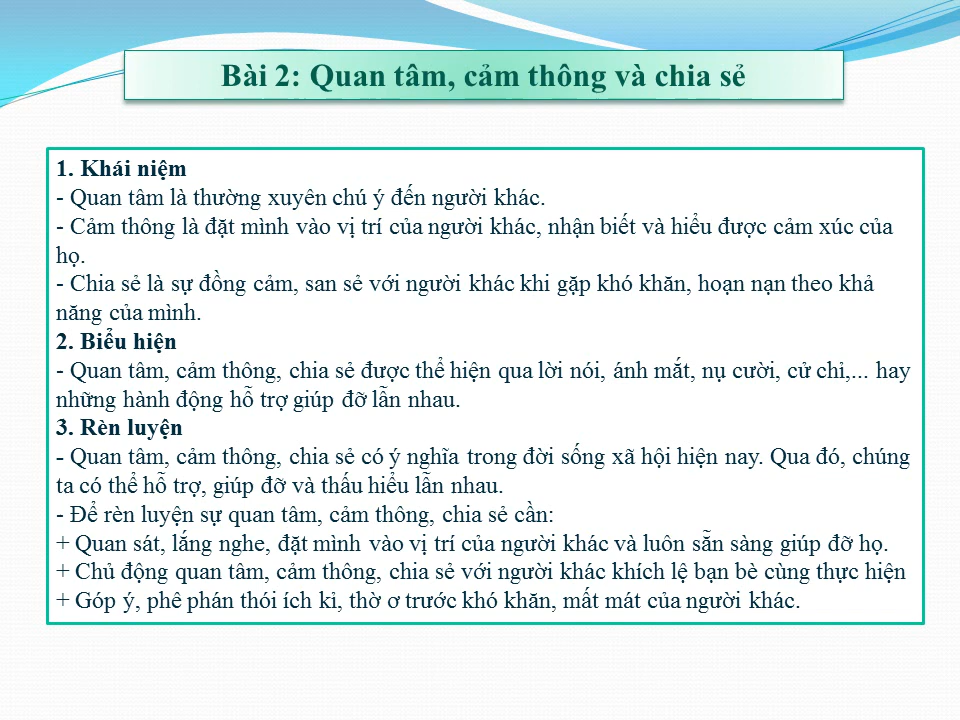 Bài 2: Quan tâm, cảm thông và chia sẻ
1. Khái niệm
- Quan tâm là thường xuyên chú ý đến người khác.
- Cảm thông là đặt mình vào vị trí của người khác, nhận biết và hiểu được cảm xúc của
họ.
- Chia sẻ là sự đồng cảm, san sẻ với người khác khi gặp khó khăn, hoạn nạn theo khả
năng của mình.
2. Biểu hiện
- Quan tâm, cảm thông, chia sẻ được thể hiện qua lời nói, ánh mắt, nụ cười, cử chỉ,... hay
những hành động hỗ trợ giúp đỡ lẫn nhau.
3. Rèn luyện
- Quan tâm, cảm thông, chia sẻ có ý nghĩa trong đời sống xã hội hiện nay. Qua đó, chúng
ta có thể hỗ trợ, giúp đỡ và thấu hiểu lẫn nhau.
- Để rèn luyện sự quan tâm, cảm thông, chia sẻ cần:
+ Quan sát, lắng nghe, đặt mình vào vị trí của người khác và luôn sẵn sàng giúp đỡ họ.
+ Chủ động quan tâm, cảm thông, chia sẻ với người khác khích lệ bạn bè cùng thực hiện
+ Góp ý, phê phán thói ích kỉ, thờ ơ trước khó khăn, mất mát của người khác.